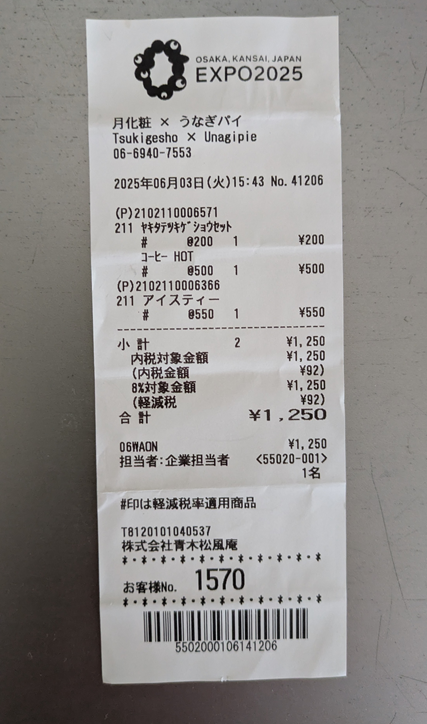 OSAKA, KANSAI, JAPAN
EXPO2025
月化粧 × うなぎパイ
Tsukigesho × Unagipie
06-6940-7553
2025年06月03日(火)15:43 No.41206
(P)2102110006571
211 ﾔｷﾀﾃﾂｷｹﾞｼｮｳｾｯﾄ
# @200 1 ¥200
ｺｰﾋｰ HOT
# @500 1 ¥500
(P)2102110006366
211 アイスティー
# @550 1 ¥550
小 計 2 ¥1,250
内税対象金額 ¥1,250
(内税金額 ¥92)
8%対象金額 ¥1,250
(軽減税 ¥92)
合 計 ¥1,250
06WAON ¥1,250
担当者:企業担当者 <55020-001>
1名
#印は軽減税率適用商品
T8120101040537
株式会社青木松風庵
お客様No. 1570
5502000106141206